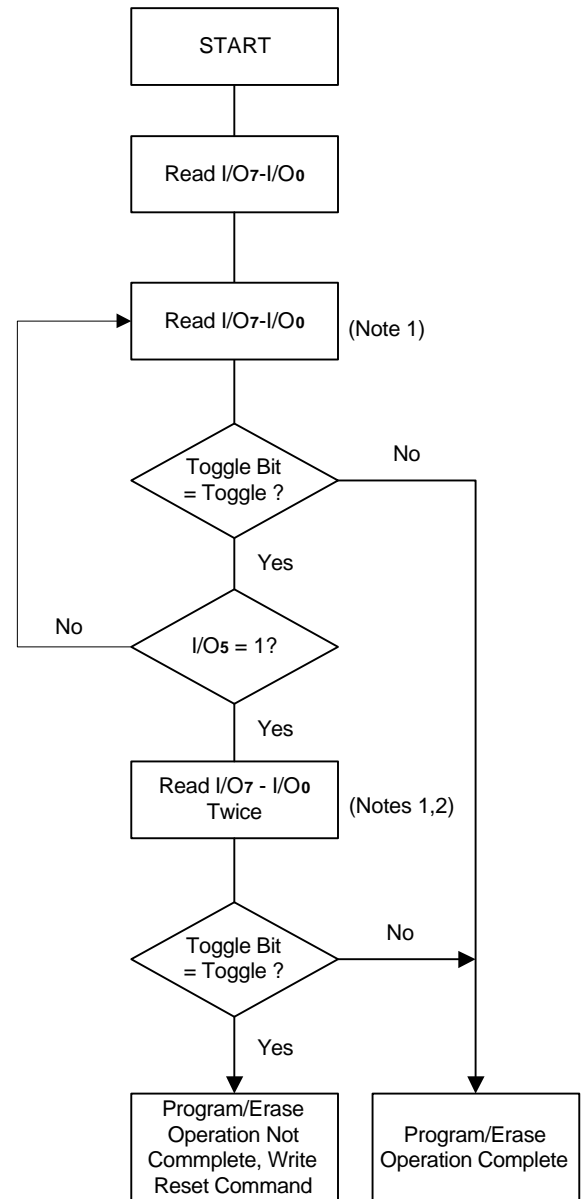 START
Read I/O7-I/O0
Read I/O7-I/O0
(Note 1)
Toggle Bit
= Toggle ?
No
Yes
No
I/O5 = 1?
Yes
Read I/O7 - I/O0
Twice
(Notes 1,2)
Toggle Bit
= Toggle ?
No
Yes
Program/Erase
Operation Not
Commplete, Write
Reset Command
Program/Erase
Operation Complete